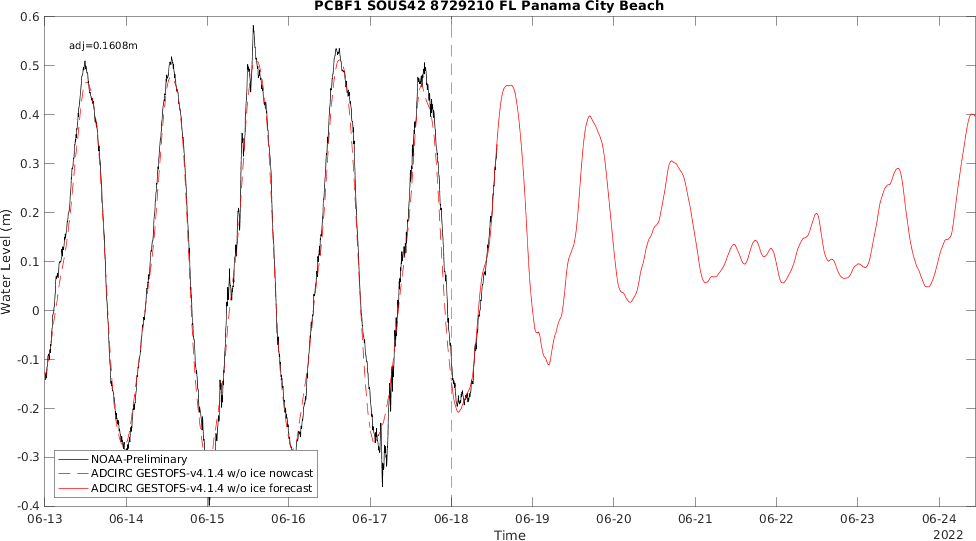 PCBF1 SOUS42 8729210 FL Panama City Beach
0.6
adj=0.1608m
0.5
0.4
0.3
0.2
0.1
0
-0.1
-0.2
-0.3
-0.4
Water Level (m)
NOAA-Preliminary
ADCIRC GESTOFS-v4.1.4 w/o ice nowcast
ADCIRC GESTOFS-v4.1.4 w/o ice forecast
06-13 06-14 06-15 06-16 06-17 06-18 06-19 06-20 06-21 06-22 06-23 06-24
Time
2022